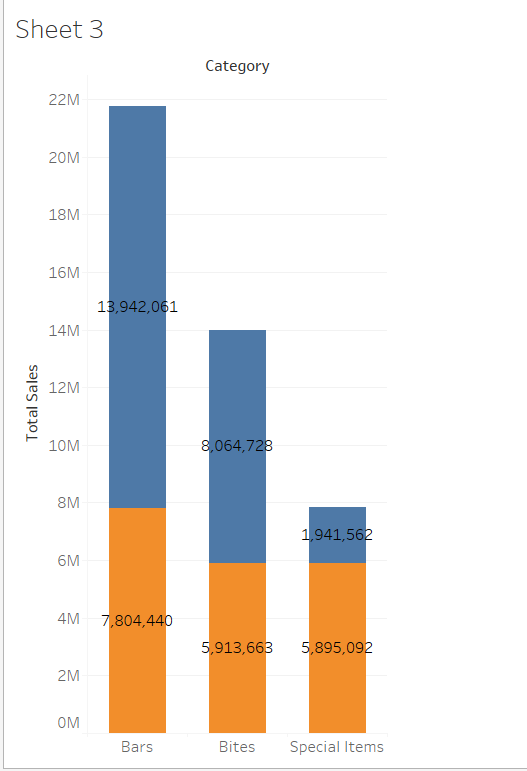 Sheet 3
Category
22M
20M
18M
16M
14M
12M
10M
8M
6M
4M
2M
0M
Total Sales
13,942,061
8,064,728
1,941,562
7,804,440
5,913,663
5,895,092
Bars
Bites
Special Items